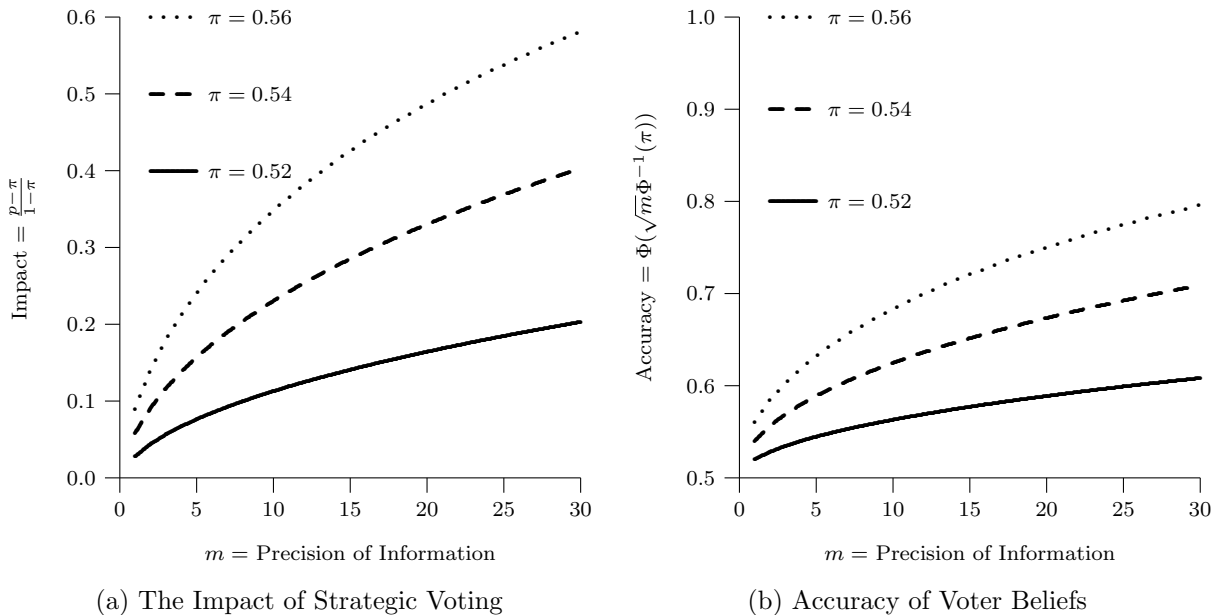 0.6
0.5
0.4
0.3
0.2
0.1
0.0
0 5 10 15 20 25 30
π = 0.56
π = 0.54
π = 0.52
Impact = \frac{p−π}{1−π}
m = Precision of Information
(a) The Impact of Strategic Voting
1.0
0.9
0.8
0.7
0.6
0.5
0 5 10 15 20 25 30
π = 0.56
π = 0.54
π = 0.52
Accuracy = Φ(√mΦ⁻¹(π))
m = Precision of Information
(b) Accuracy of Voter Beliefs